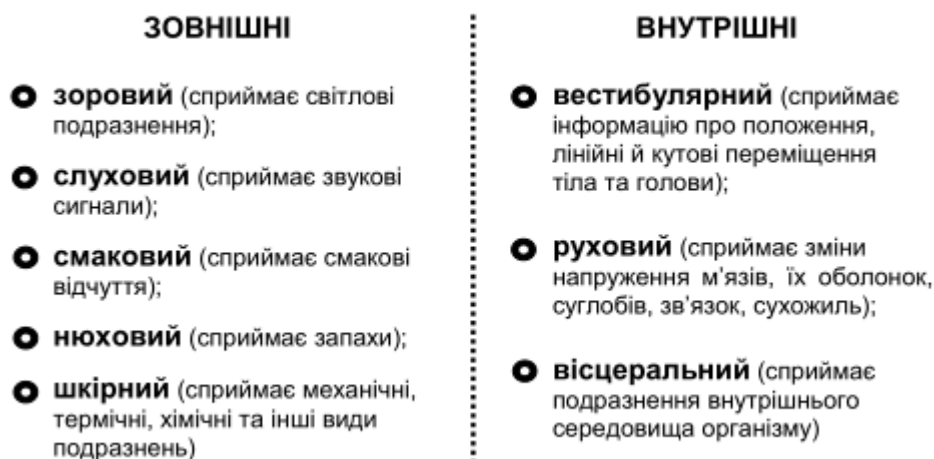 ЗОВНІШНІ
зоровий (сприймає світлові
подразнення);
слуховий (сприймає звукові
сигнали);
смаковий (сприймає смакові
відчуття);
нюховий (сприймає запахи);
шкірний (сприймає механічні,
термічні, хімічні та інші види
подразнень)
ВНУТРІШНІ
вестибулярний (сприймає
інформацію про положення,
лінійні й кутові переміщення
тіла та голови);
руховий (сприймає зміни
напруження м'язів, їх оболонок,
суглобів, зв'язок, сухожиль);
вісцеральний (сприймає
подразнення внутрішнього
середовища організму)